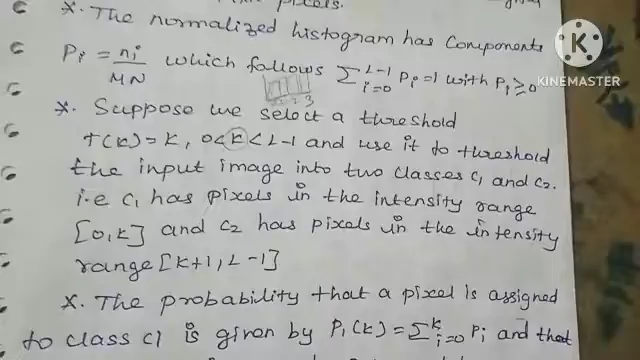 pixels.
*. The normalized histogram has Components
Pi = ni/MN which follows Σ_{i=0}^{L-1} Pi = 1 with Pi ≥ 0
KINEMASTER
*. Suppose we select a threshold
T(k) = k, 0 < k < L-1 and use it to threshold
the input image into two classes C1 and C2.
i.e C1 has pixels in the intensity range
[0, k] and C2 has pixels in the intensity
range [k+1, L-1]
*. The probability that a pixel is assigned
to class C1 is given by P1(k) = Σ_{i=0}^{k} Pi and that